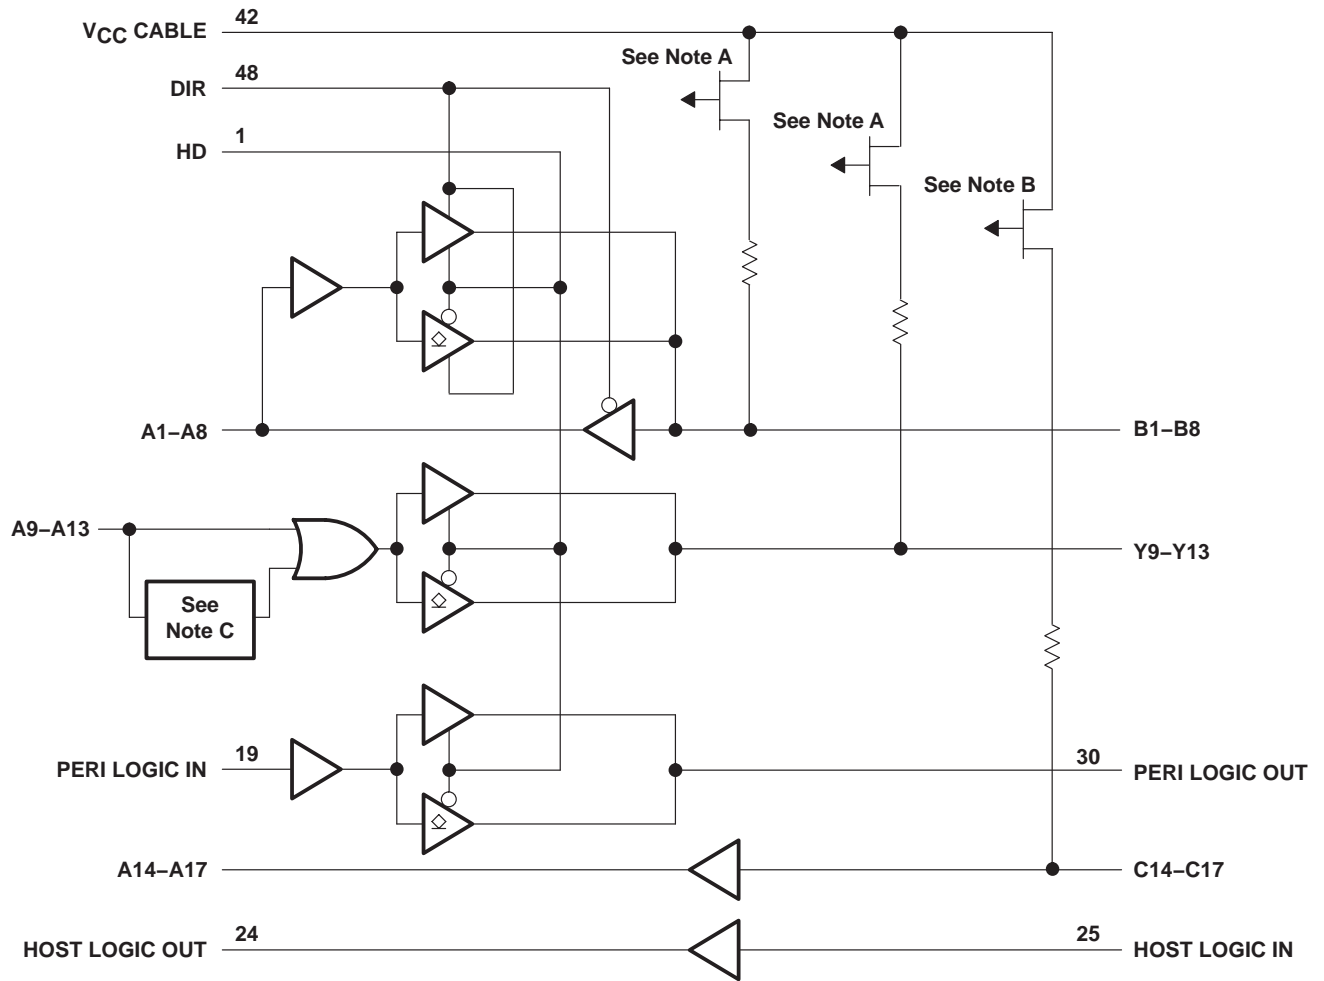 VCC CABLE
42
DIR
48
HD
1
See Note A
See Note A
See Note B
A1–A8
B1–B8
A9–A13
See
Note C
Y9–Y13
PERI LOGIC IN
19
30
PERI LOGIC OUT
A14–A17
C14–C17
HOST LOGIC OUT
24
25
HOST LOGIC IN